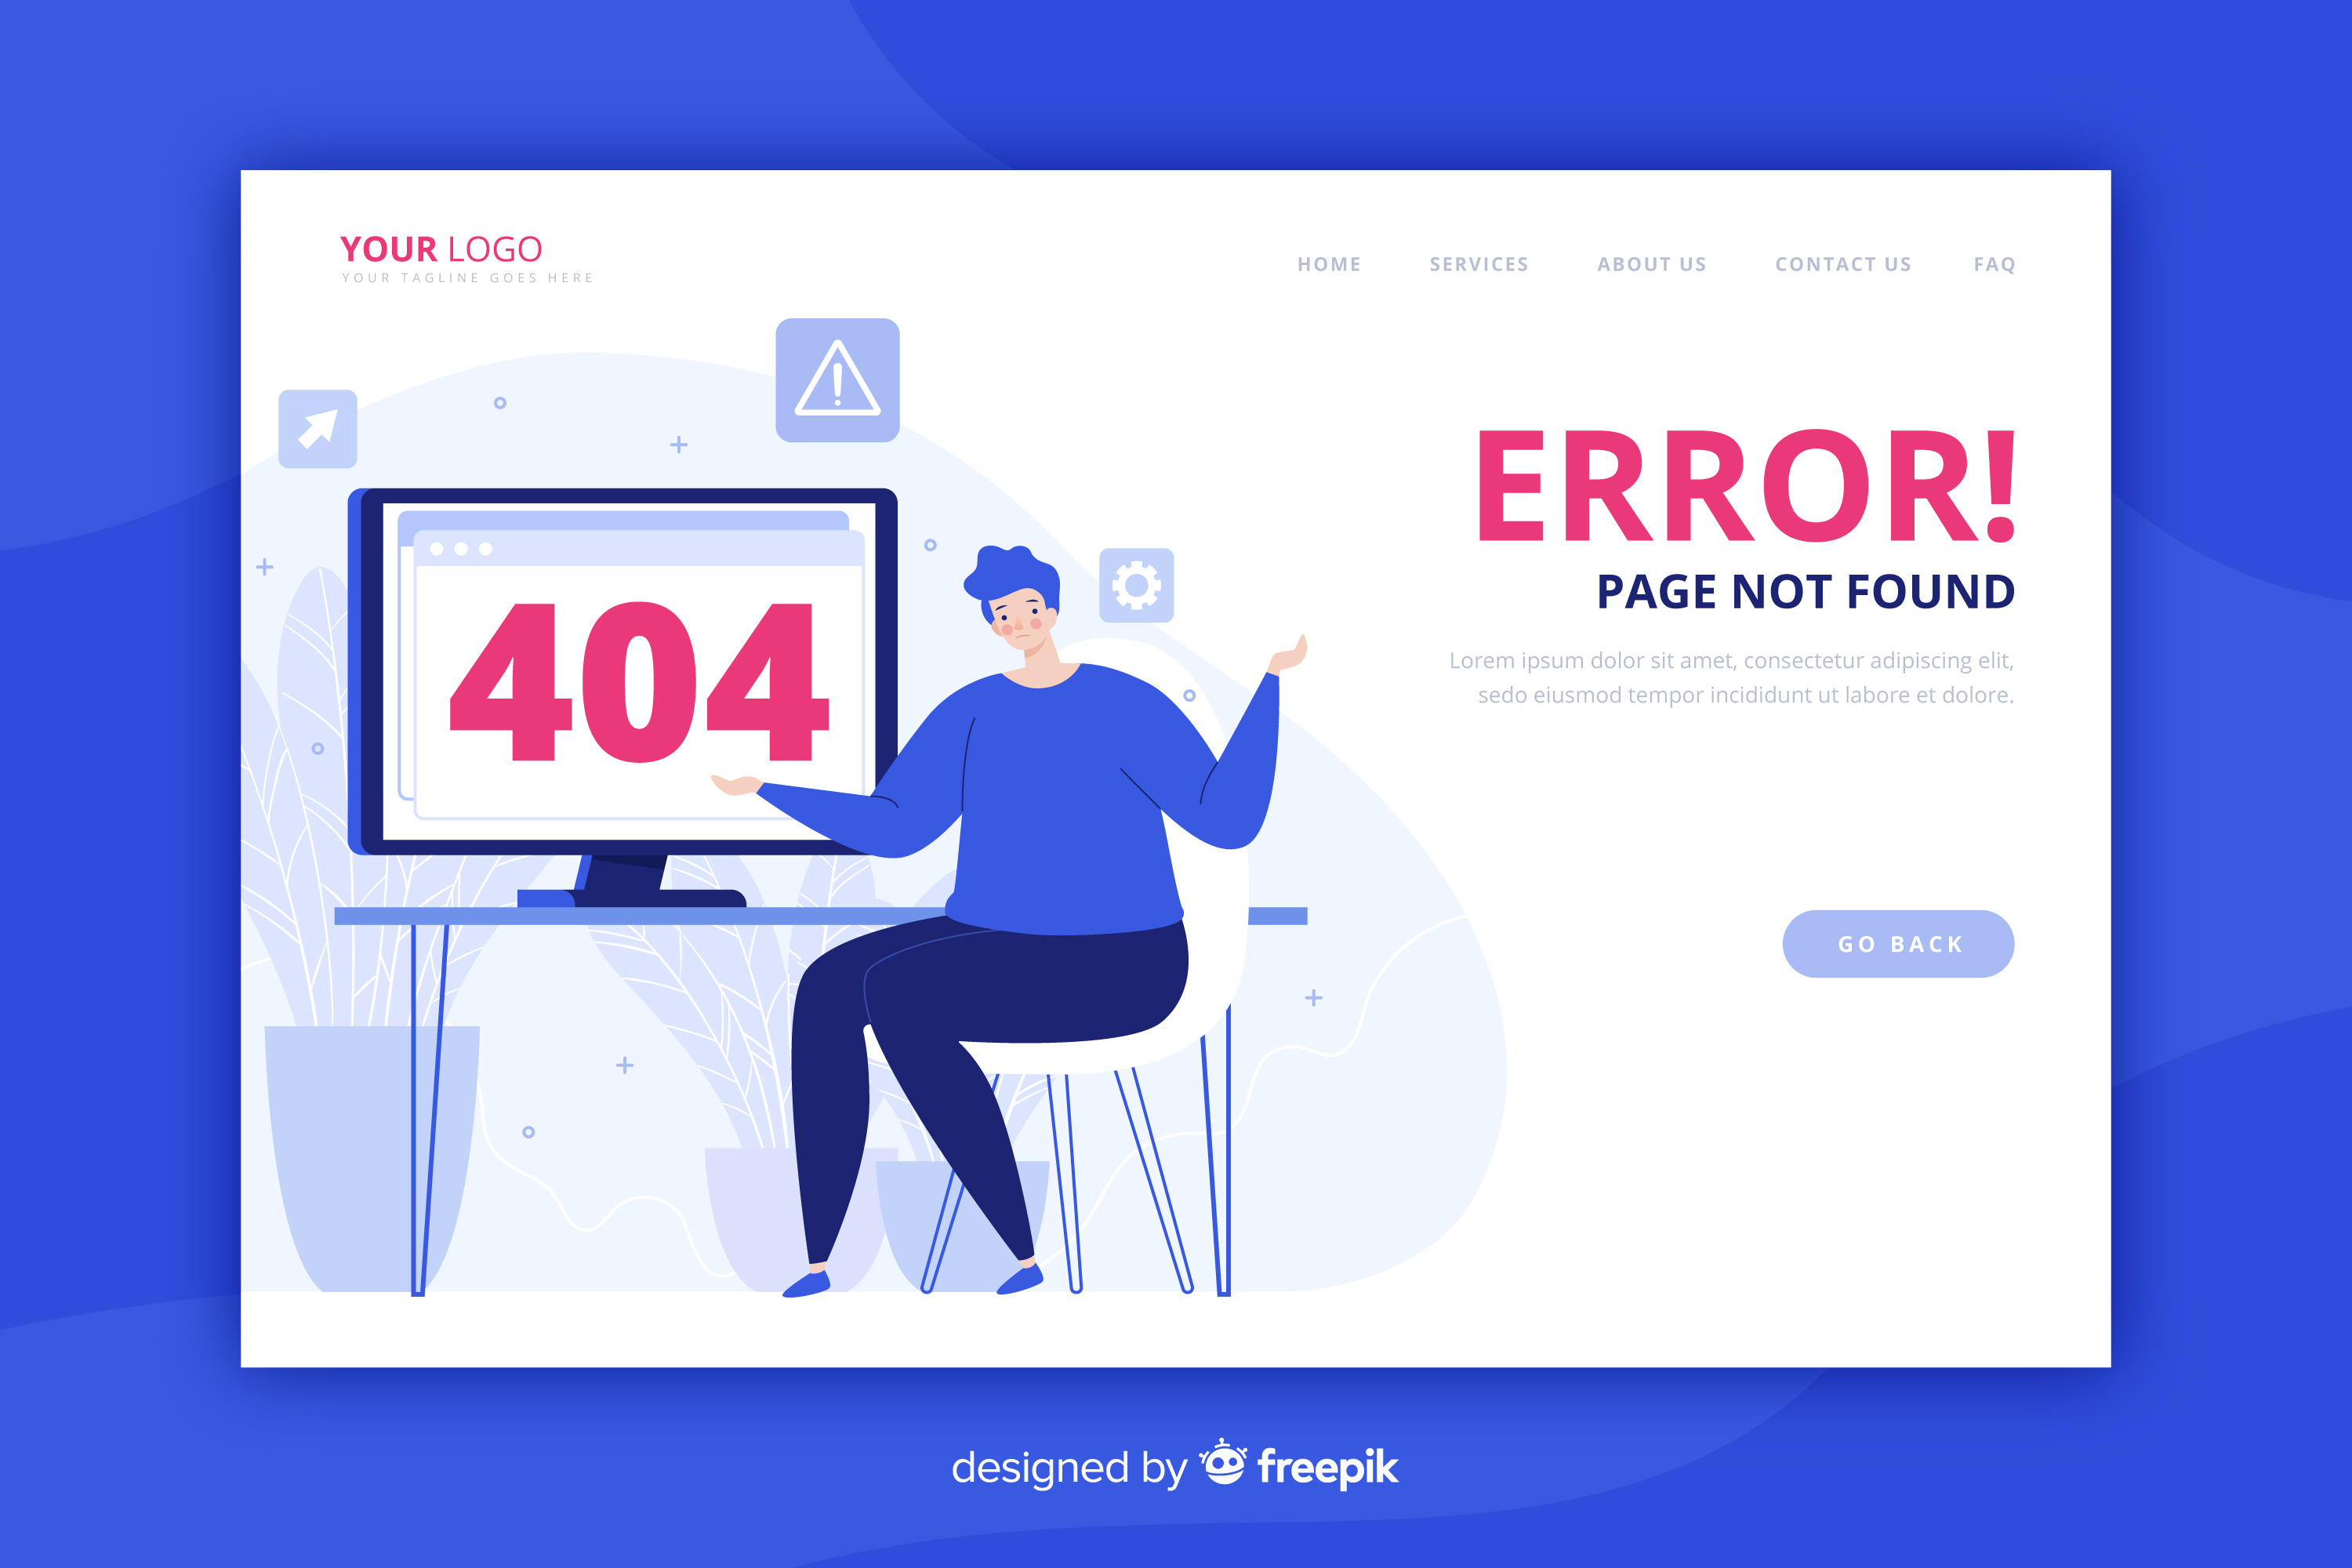 YOUR LOGO
YOUR TAGLINE GOES HERE
HOME SERVICES ABOUT US CONTACT US FAQ
404
ERROR!
PAGE NOT FOUND
Lorem ipsum dolor sit amet, consectetur adipiscing elit,
sedo eiusmod tempor incididunt ut labore et dolore.
GO BACK
designed by freepik